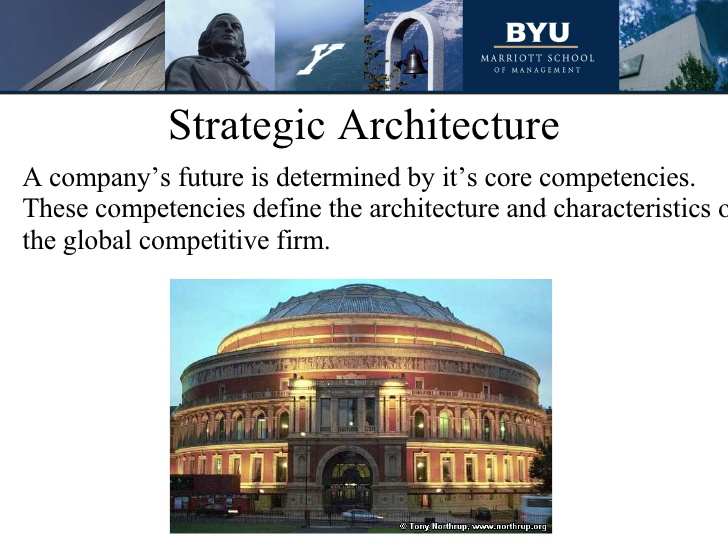 BYU
MARRIOTT SCHOOL
OF MANAGEMENT
Strategic Architecture
A company’s future is determined by it’s core competencies.
These competencies define the architecture and characteristics
the global competitive firm.
© Tony Northrup, www.northrup.org